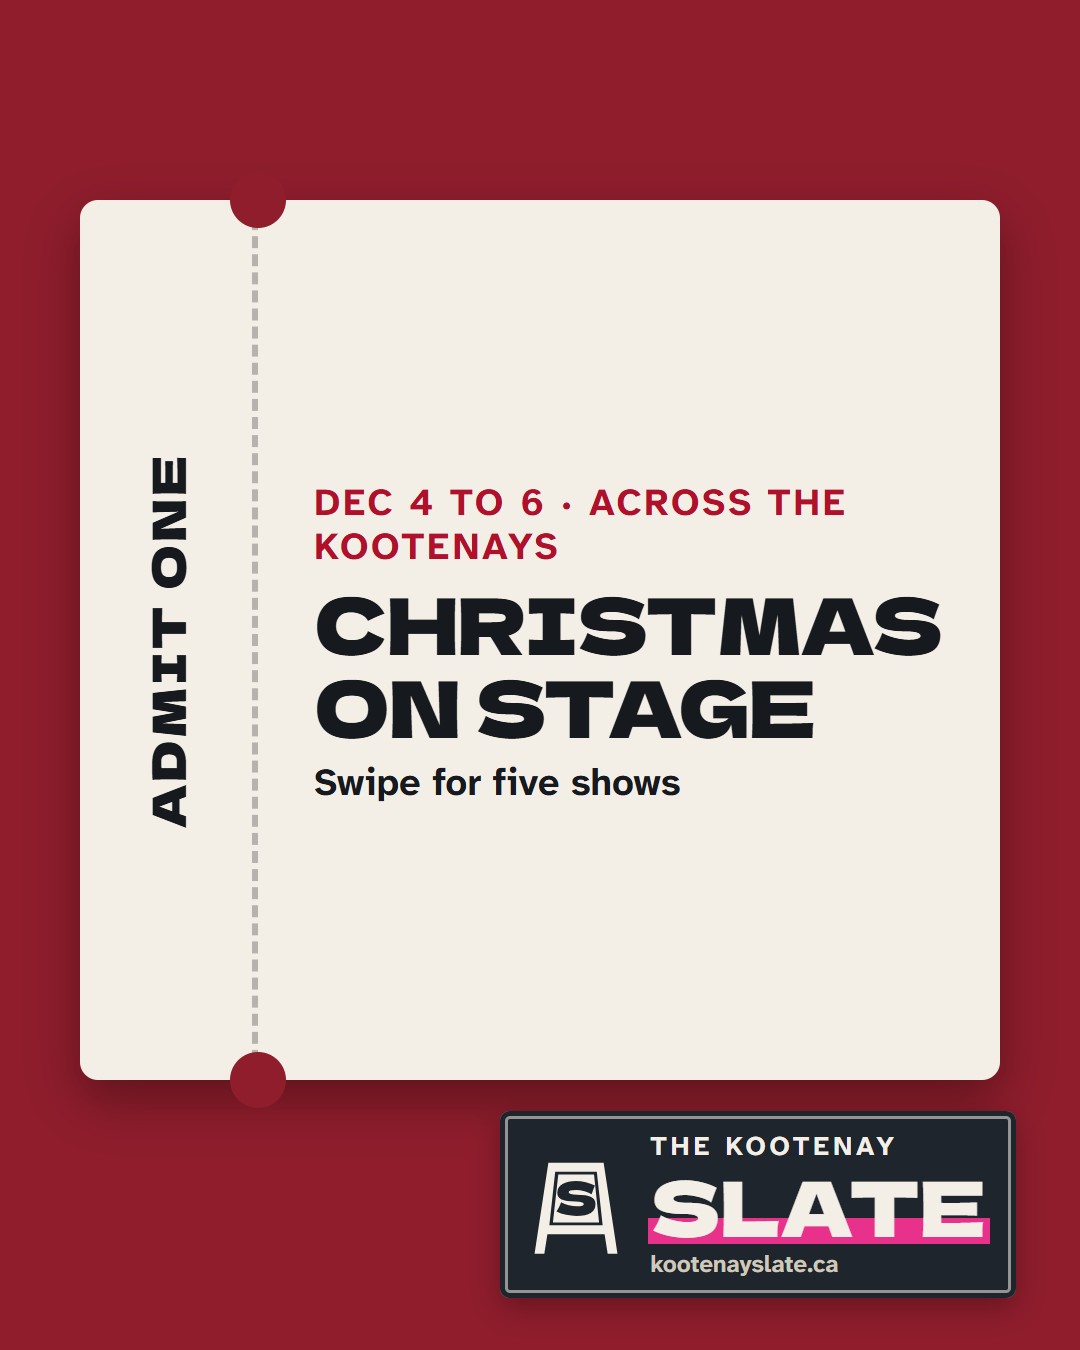 ADMIT ONE
DEC 4 TO 6 · ACROSS THE
KOOTENAYS
CHRISTMAS
ON STAGE
Swipe for five shows
S
THE KOOTENAY
SLATE
kootenayslate.ca